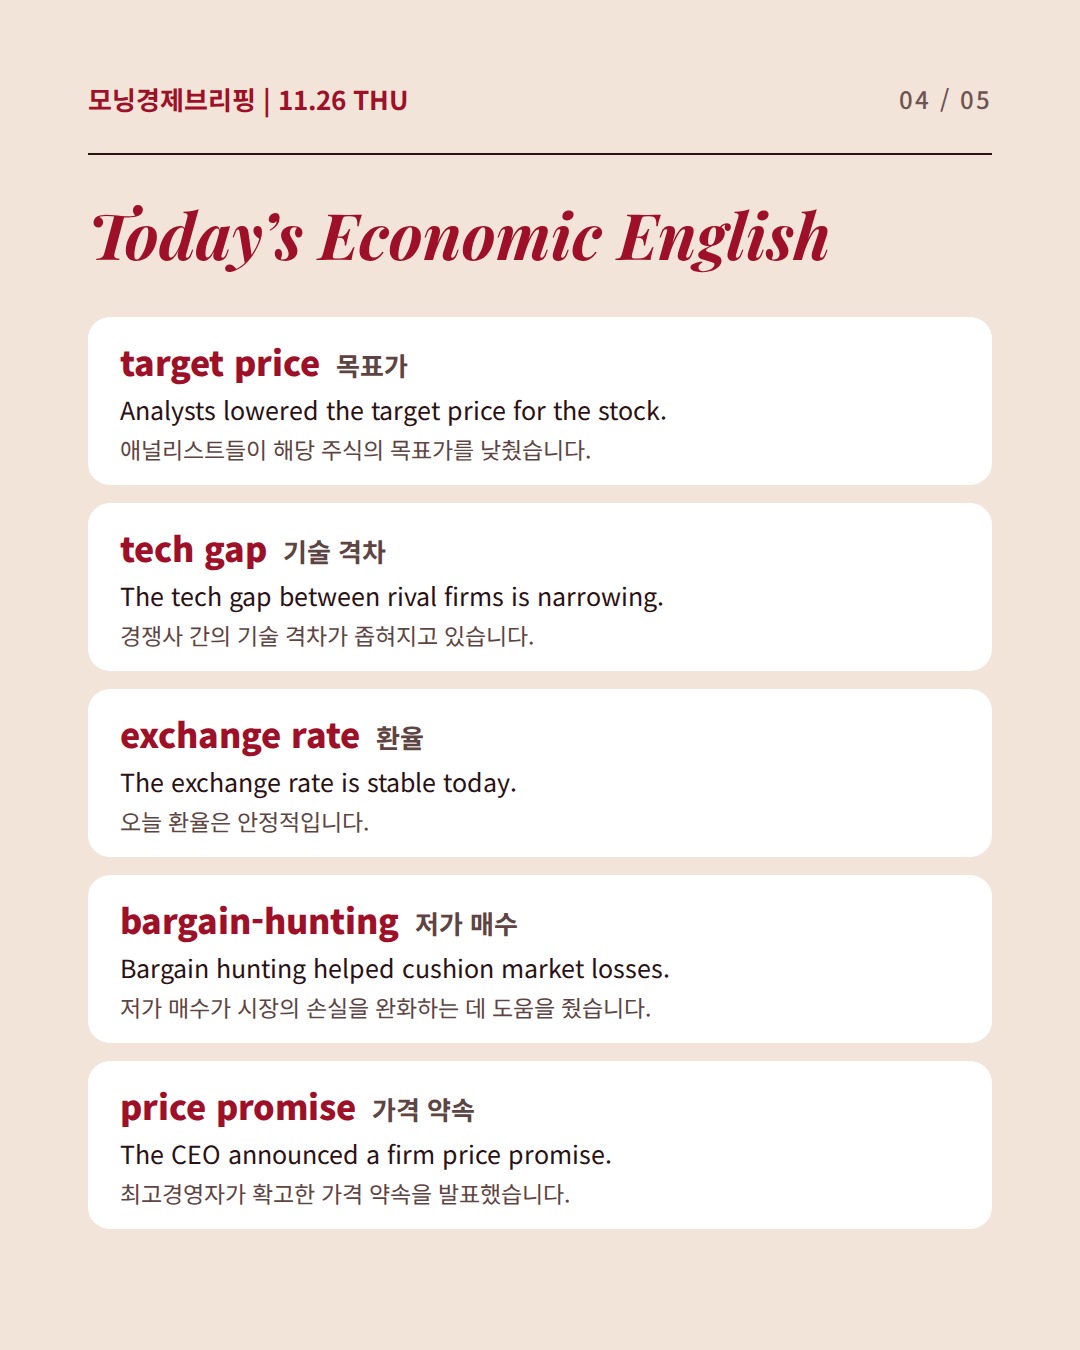 모닝경제브리핑 | 11.26 THU
04 / 05
Today’s Economic English
target price 목표가
Analysts lowered the target price for the stock.
애널리스트들이 해당 주식의 목표가를 낮췄습니다.
tech gap 기술 격차
The tech gap between rival firms is narrowing.
경쟁사 간의 기술 격차가 좁혀지고 있습니다.
exchange rate 환율
The exchange rate is stable today.
오늘 환율은 안정적입니다.
bargain-hunting 저가 매수
Bargain hunting helped cushion market losses.
저가 매수가 시장의 손실을 완화하는 데 도움을 줬습니다.
price promise 가격 약속
The CEO announced a firm price promise.
최고경영자가 확고한 가격 약속을 발표했습니다.